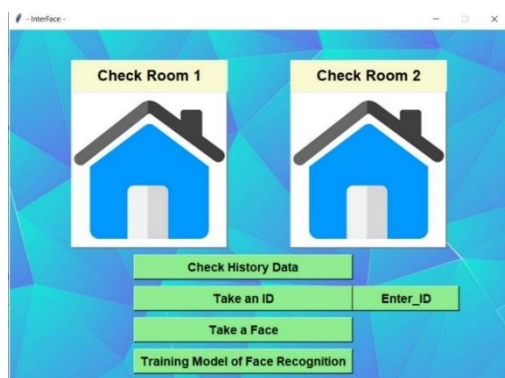 - InterFace -
Check Room 1
Check Room 2
Check History Data
Take an ID
Enter_ID
Take a Face
Training Model of Face Recognition